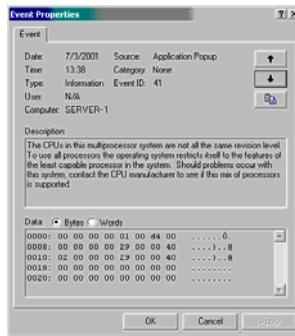 Event Properties
Event
Date: 7/3/2001 Source: Application Popup
Time: 13:38 Category: None
Type: Information Event ID: 41
User: N/A
Computer: SERVER-1
Description:
The CPUs in this multiprocessor system are not all the same revision level.
To use all processors the operating system restricts itself to the features of
the least capable processor in the system. Should problems occur with
this system, contact the CPU manufacturer to see if this mix of processors
is supported.
Data: Bytes Words
0000: 00 00 00 00 01 00 d4 00 ......Ô.
0008: 00 00 00 00 29 00 00 40 ....)..@
0010: 02 00 00 00 29 00 00 40 ....)..@
0018: 00 00 00 00 00 00 00 00 ........
0020: 00 00 00 00 00 00 00 00 ........
OK Cancel Apply